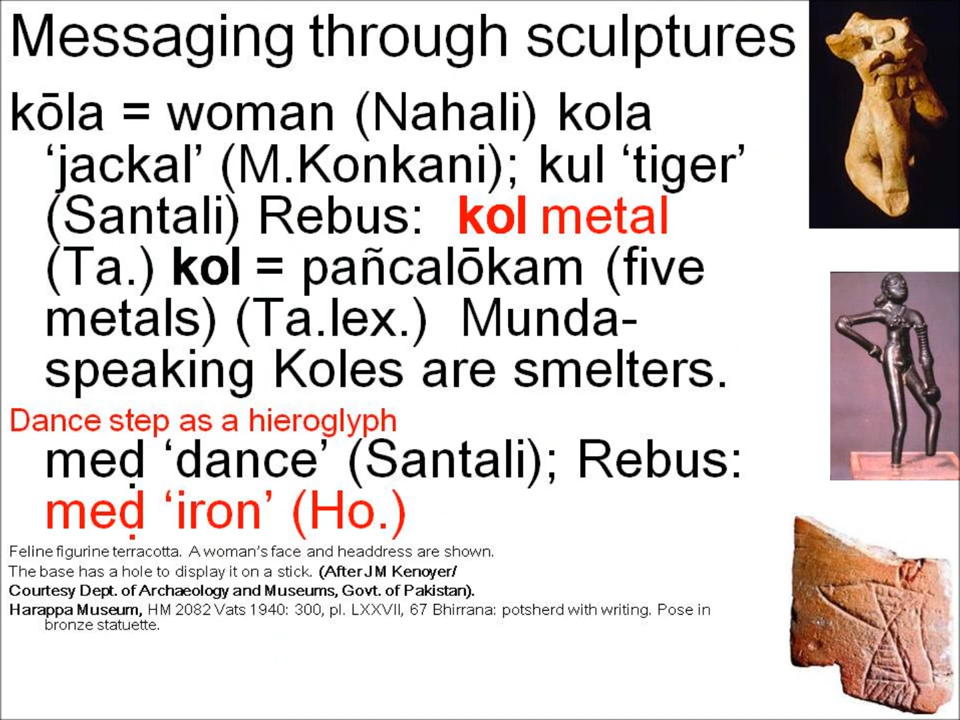 Messaging through sculptures
kōla = woman (Nahali) kola
‘jackal’ (M.Konkani); kul ‘tiger’
(Santali) Rebus: kol metal
(Ta.) kol = pañcalōkam (five
metals) (Ta.lex.) Munda-
speaking Koles are smelters.
Dance step as a hieroglyph
meḍ ‘dance’ (Santali); Rebus:
meḍ ‘iron’ (Ho.)
Feline figurine terracotta. A woman’s face and headdress are shown.
The base has a hole to display it on a stick. (After JM Kenoyer/
Courtesy Dept. of Archaeology and Museums, Govt. of Pakistan).
Harappa Museum, HM 2082 Vats 1940: 300, pl. LXXVII, 67 Bhirrana: potsherd with writing. Pose in
bronze statuette.